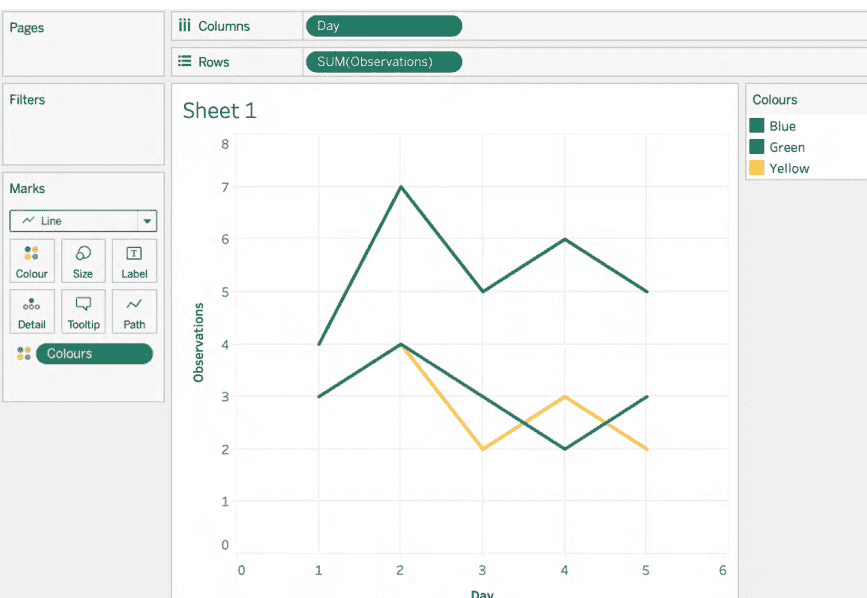 Pages
Columns
Day
Rows
SUM(Observations)
Filters
Marks
Line
Colour
Size
T
Label
Detail
Tooltip
Path
Colours
Sheet 1
8
7
6
5
4
3
2
1
0
Observations
0 1 2 3 4 5 6
Day
Colours
Blue
Green
Yellow